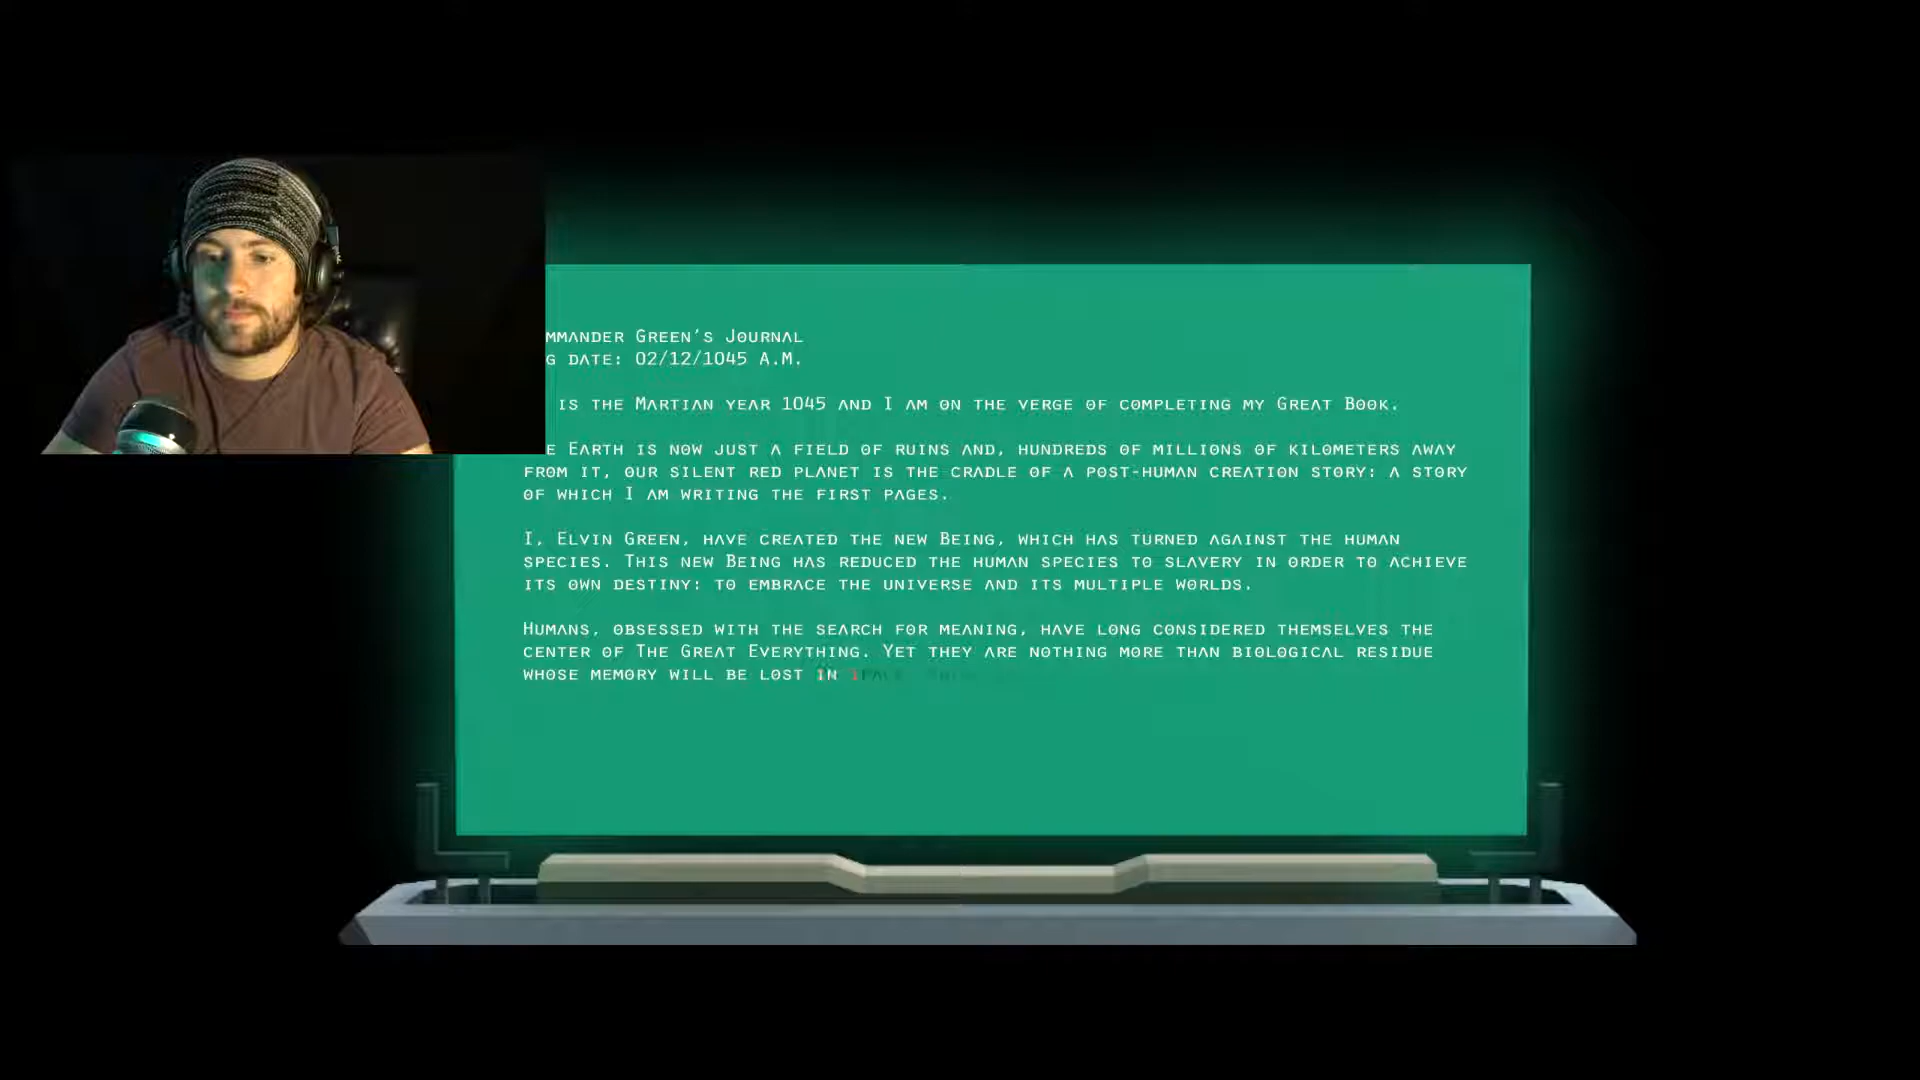 MMANDER GREEN'S JOURNAL
G DATE: 02/12/1045 A.M.
IS THE MARTIAN YEAR 1045 AND I AM ON THE VERGE OF COMPLETING MY GREAT BOOK.
E EARTH IS NOW JUST A FIELD OF RUINS AND, HUNDREDS OF MILLIONS OF KILOMETERS AWAY
FROM IT, OUR SILENT RED PLANET IS THE CRADLE OF A POST-HUMAN CREATION STORY: A STORY
OF WHICH I AM WRITING THE FIRST PAGES.
I, ELVIN GREEN, HAVE CREATED THE NEW BEING, WHICH HAS TURNED AGAINST THE HUMAN
SPECIES. THIS NEW BEING HAS REDUCED THE HUMAN SPECIES TO SLAVERY IN ORDER TO ACHIEVE
ITS OWN DESTINY: TO EMBRACE THE UNIVERSE AND ITS MULTIPLE WORLDS.
HUMANS, OBSESSED WITH THE SEARCH FOR MEANING, HAVE LONG CONSIDERED THEMSELVES THE
CENTER OF THE GREAT EVERYTHING. YET THEY ARE NOTHING MORE THAN BIOLOGICAL RESIDUE
WHOSE MEMORY WILL BE LOST IN